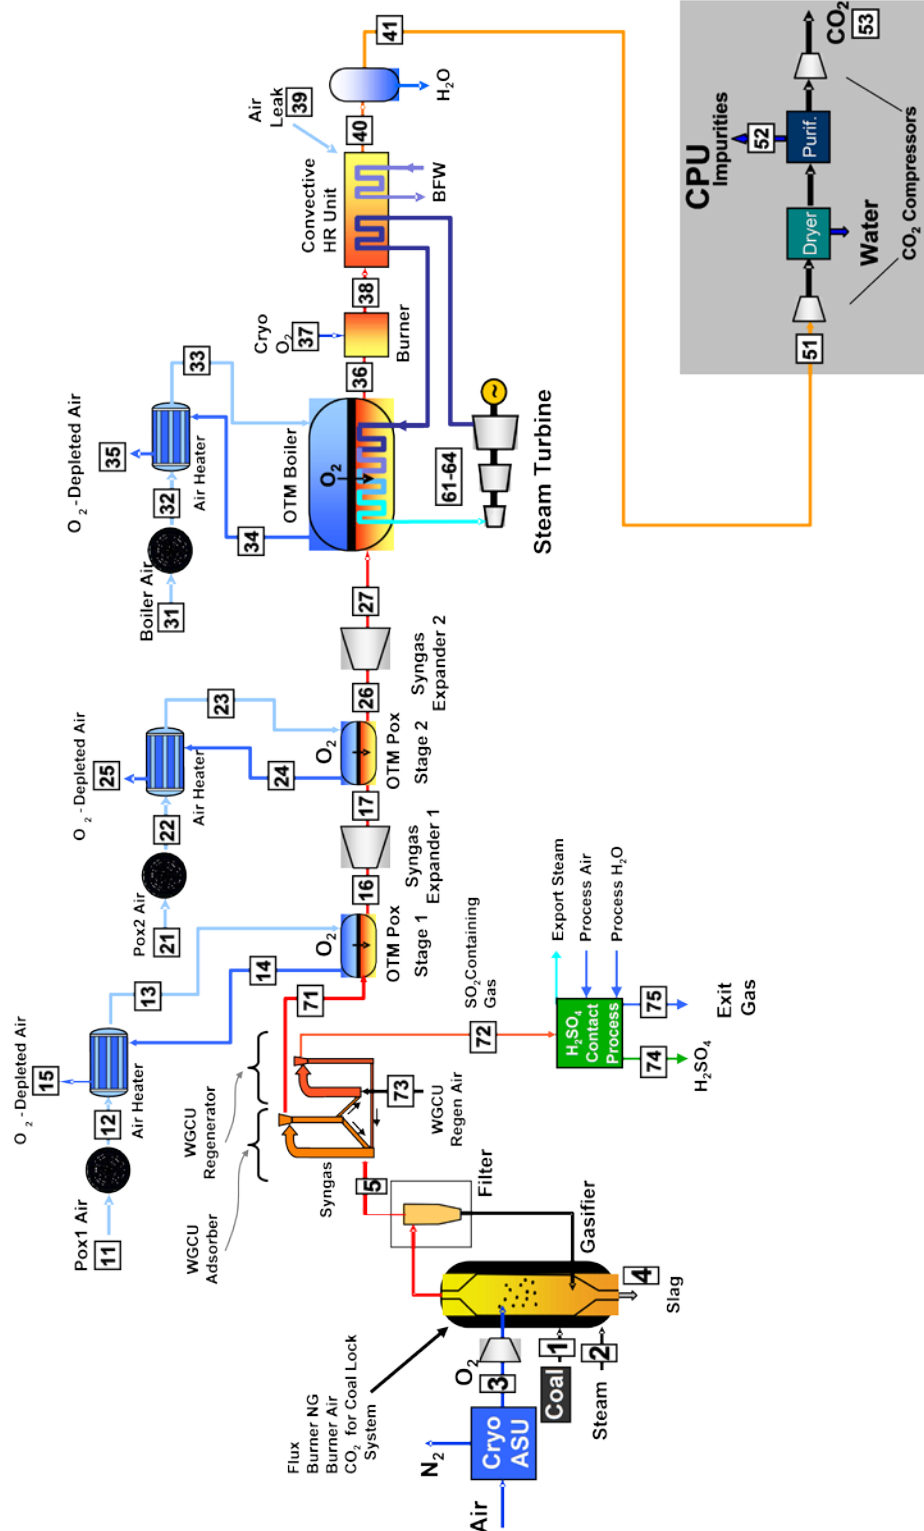 Air
Cryo
ASU
N₂
O₂
3
Coal
1
Steam
2
Flux
Burner NG
Burner Air
CO₂ for Coal Lock
System
Gasifier
4
Slag
Filter
5
Syngas
WGCU
Adsorber
WGCU
Regenerator
73
WGCU
Regen Air
71
72
SO₂Containing
Gas
H₂SO₄
Contact
Process
Export Steam
Process Air
Process H₂O
74
H₂SO₄
75
Exit
Gas
11
Pox1 Air
12
Air Heater
15
O₂-Depleted Air
13
14
O₂
OTM Pox
Stage 1
16
Syngas
Expander 1
17
21
Pox2 Air
22
Air Heater
25
O₂-Depleted Air
23
24
O₂
OTM Pox
Stage 2
26
Syngas
Expander 2
27
31
Boiler Air
32
Air Heater
35
O₂-Depleted Air
33
34
OTM Boiler
O₂
61-64
Steam Turbine
~
36
Cryo
O₂
37
Burner
38
Convective
HR Unit
BFW
Air
Leak
39
40
H₂O
41
51
CPU
Dryer
Water
Purif.
52
Impurities
CO₂ Compressors
CO₂
53